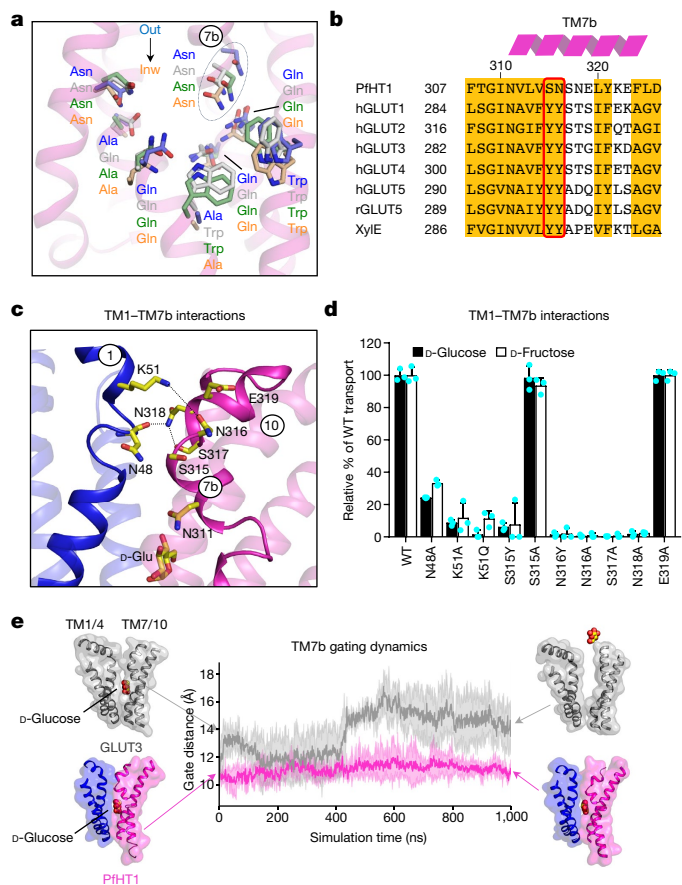 a
Out
Inw
7b
Asn
Asn
Asn
Asn
Asn
Asn
Asn
Asn
Gln
Gln
Gln
Gln
Ala
Gln
Ala
Ala
Gln
Gln
Gln
Gln
Ala
Trp
Trp
Ala
Trp
Trp
Trp
Trp
b
TM7b
310 320
PfHT1 307 FTGINVLVSNSNELYKEFLD
hGLUT1 284 LSGINAVFYYSTSIFEKAGV
hGLUT2 316 FSGINGIFYYSTSIFQTAGI
hGLUT3 282 LSGINAVFYYSTGIFKDAGV
hGLUT4 300 LSGINAVFYYSTSIFETAGV
hGLUT5 290 LSGVNAIYYYADQIYLSAGV
rGLUT5 289 LSGVNAIYYYADQIYLSAGV
XylE 286 FVGINVVLYYAPEVFKTLGA
c
TM1–TM7b interactions
1
K51
E319
N318
N316
10
N48
S317
S315
7b
N311
D-Glu
d
TM1–TM7b interactions
D-Glucose D-Fructose
Relative % of WT transport
120
100
80
60
40
20
0
WT
N48A
K51A
K51Q
S315Y
S315A
N316Y
N316A
S317A
N318A
E319A
e
TM1/4 TM7/10
D-Glucose
GLUT3
D-Glucose
PfHT1
TM7b gating dynamics
Gate distance (Å)
18
16
14
12
10
0 200 400 600 800 1,000
Simulation time (ns)